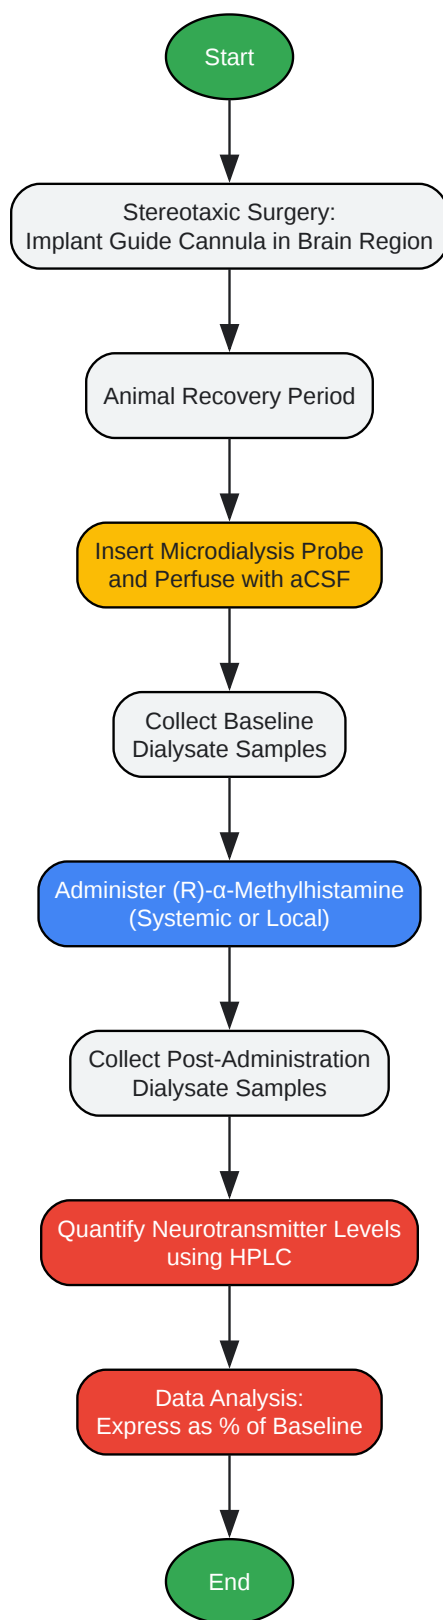 Start
Stereotaxic Surgery:
Implant Guide Cannula in Brain Region
Animal Recovery Period
Insert Microdialysis Probe
and Perfuse with aCSF
Collect Baseline
Dialysate Samples
Administer (R)-α-Methylhistamine
(Systemic or Local)
Collect Post-Administration
Dialysate Samples
Quantify Neurotransmitter Levels
using HPLC
Data Analysis:
Express as % of Baseline
End